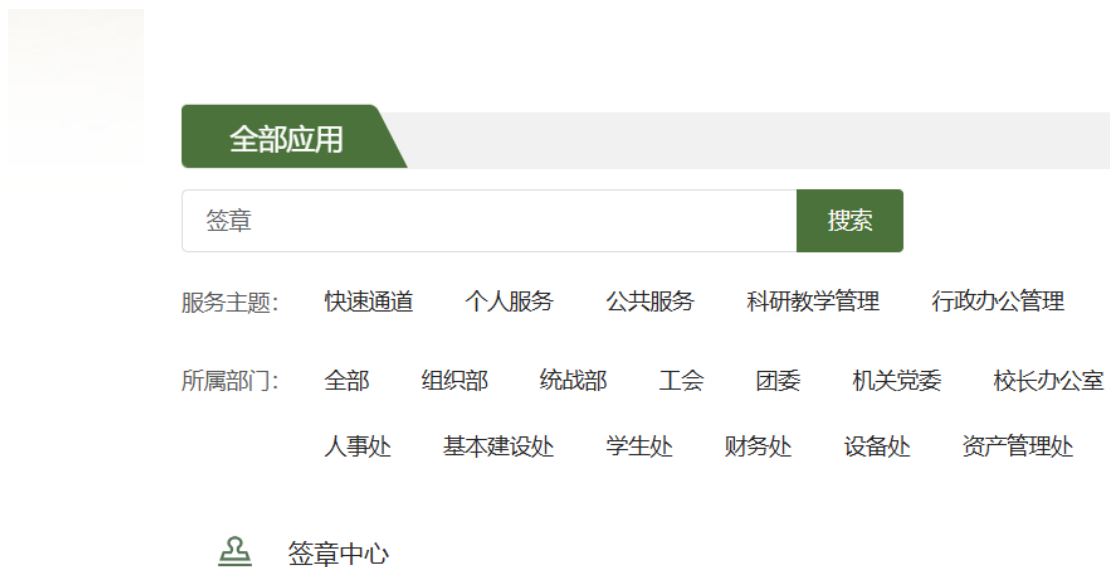 全部应用
签章 搜索
服务主题： 快速通道 个人服务 公共服务 科研教学管理 行政办公管理
所属部门： 全部 组织部 统战部 工会 团委 机关党委 校长办公室
人事处 基本建设处 学生处 财务处 设备处 资产管理处
签章中心